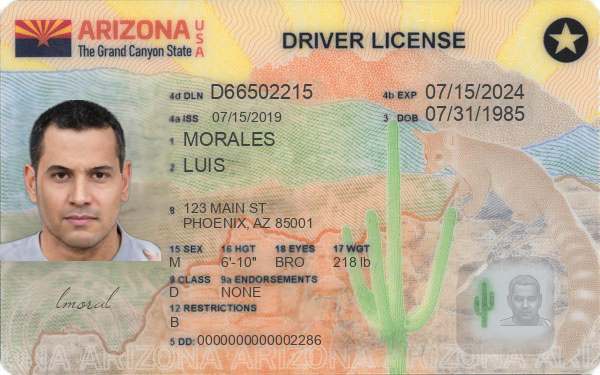 ARIZONA USA
The Grand Canyon State
DRIVER LICENSE
4d DLN D66502215
4b EXP 07/15/2024
4a ISS 07/15/2019
3 DOB 07/31/1985
1 MORALES
2 LUIS
8 123 MAIN ST
PHOENIX, AZ 85001
15 SEX 16 HGT 18 EYES 17 WGT
M 6'-10" BRO 218 lb
9 CLASS 9a ENDORSEMENTS
D NONE
12 RESTRICTIONS
B
5 DD: 0000000000002286
lmoral
ARIZONA ARIZONA ARIZONA ARIZONA